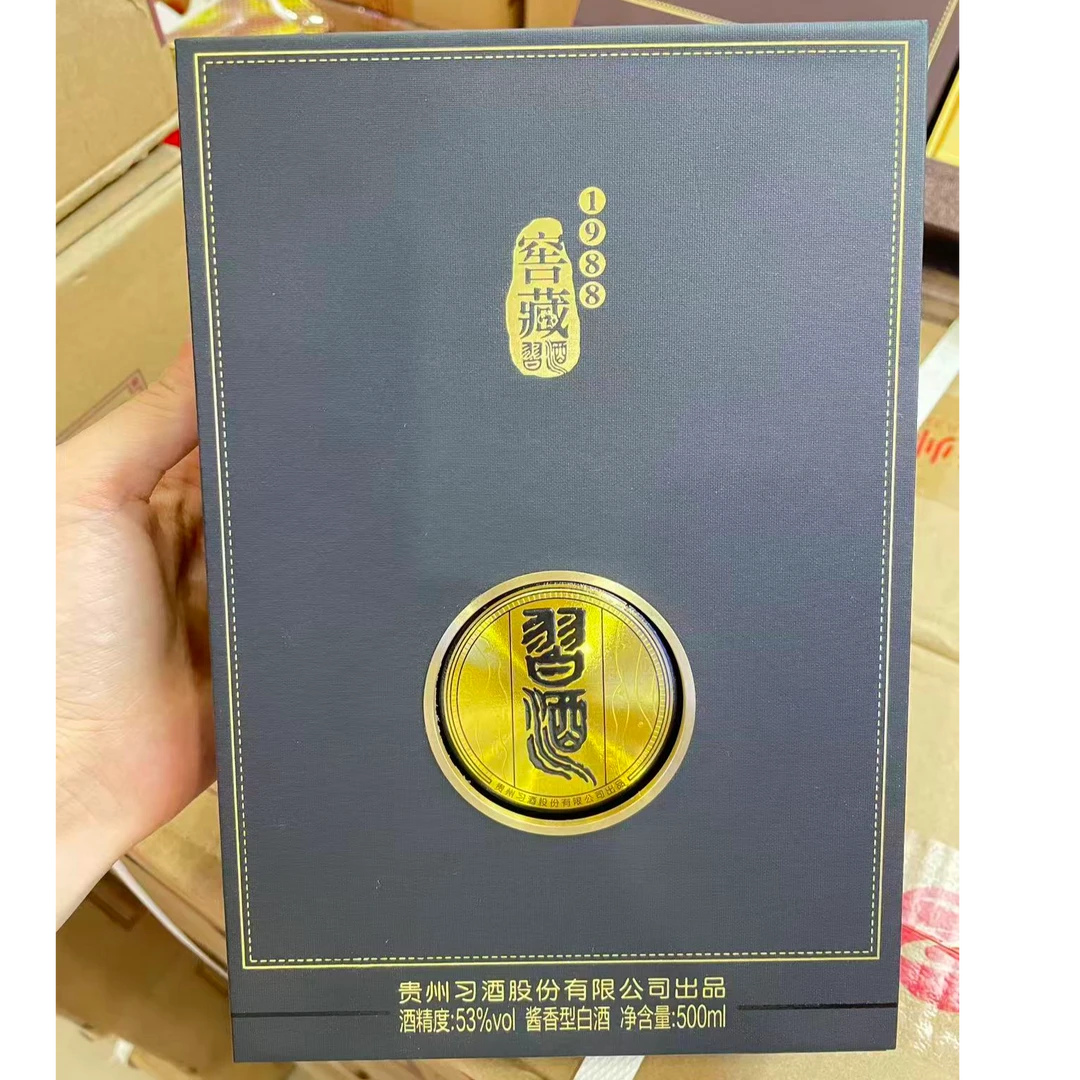 1988
窖藏
習酒
習酒
贵州习酒股份有限公司出品
贵州习酒股份有限公司出品
酒精度:53%vol 酱香型白酒 净含量:500ml